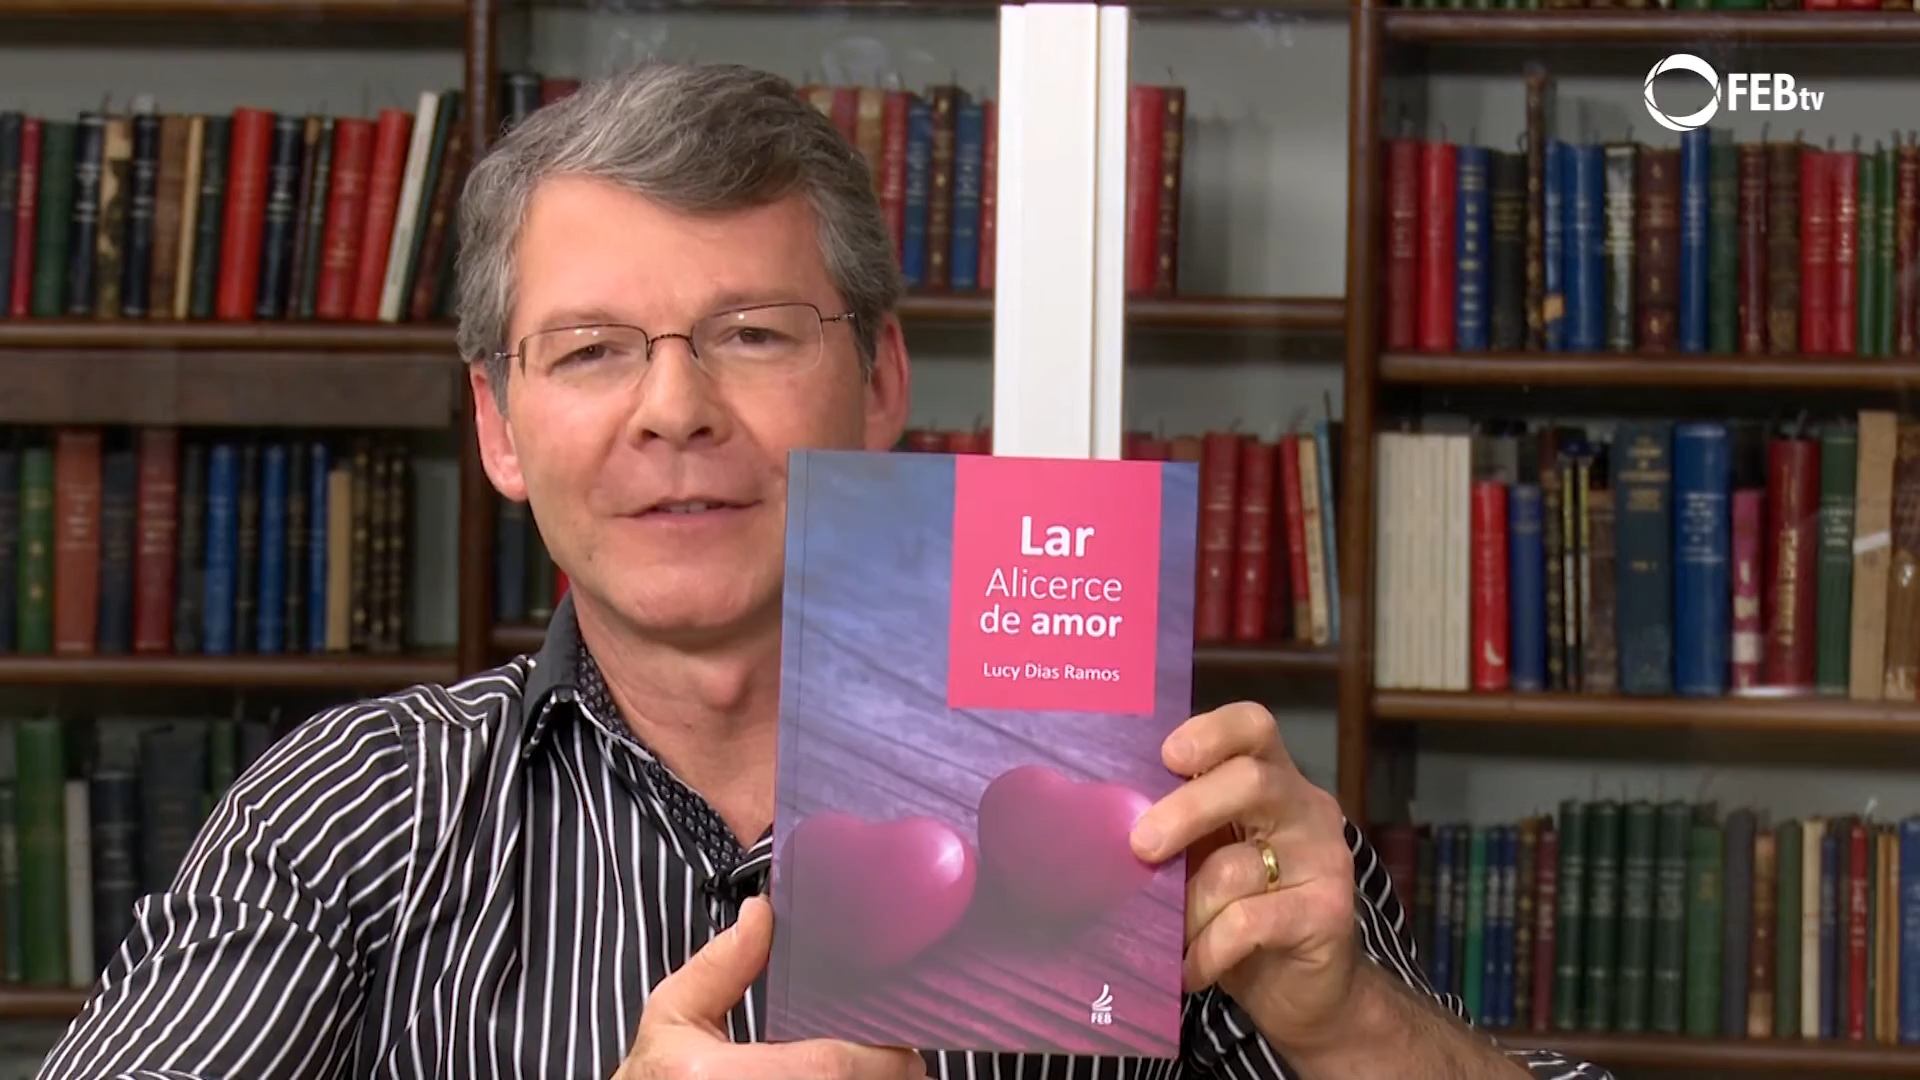 FEBtv
Lar
Alicerce
de amor
Lucy Dias Ramos
FEB